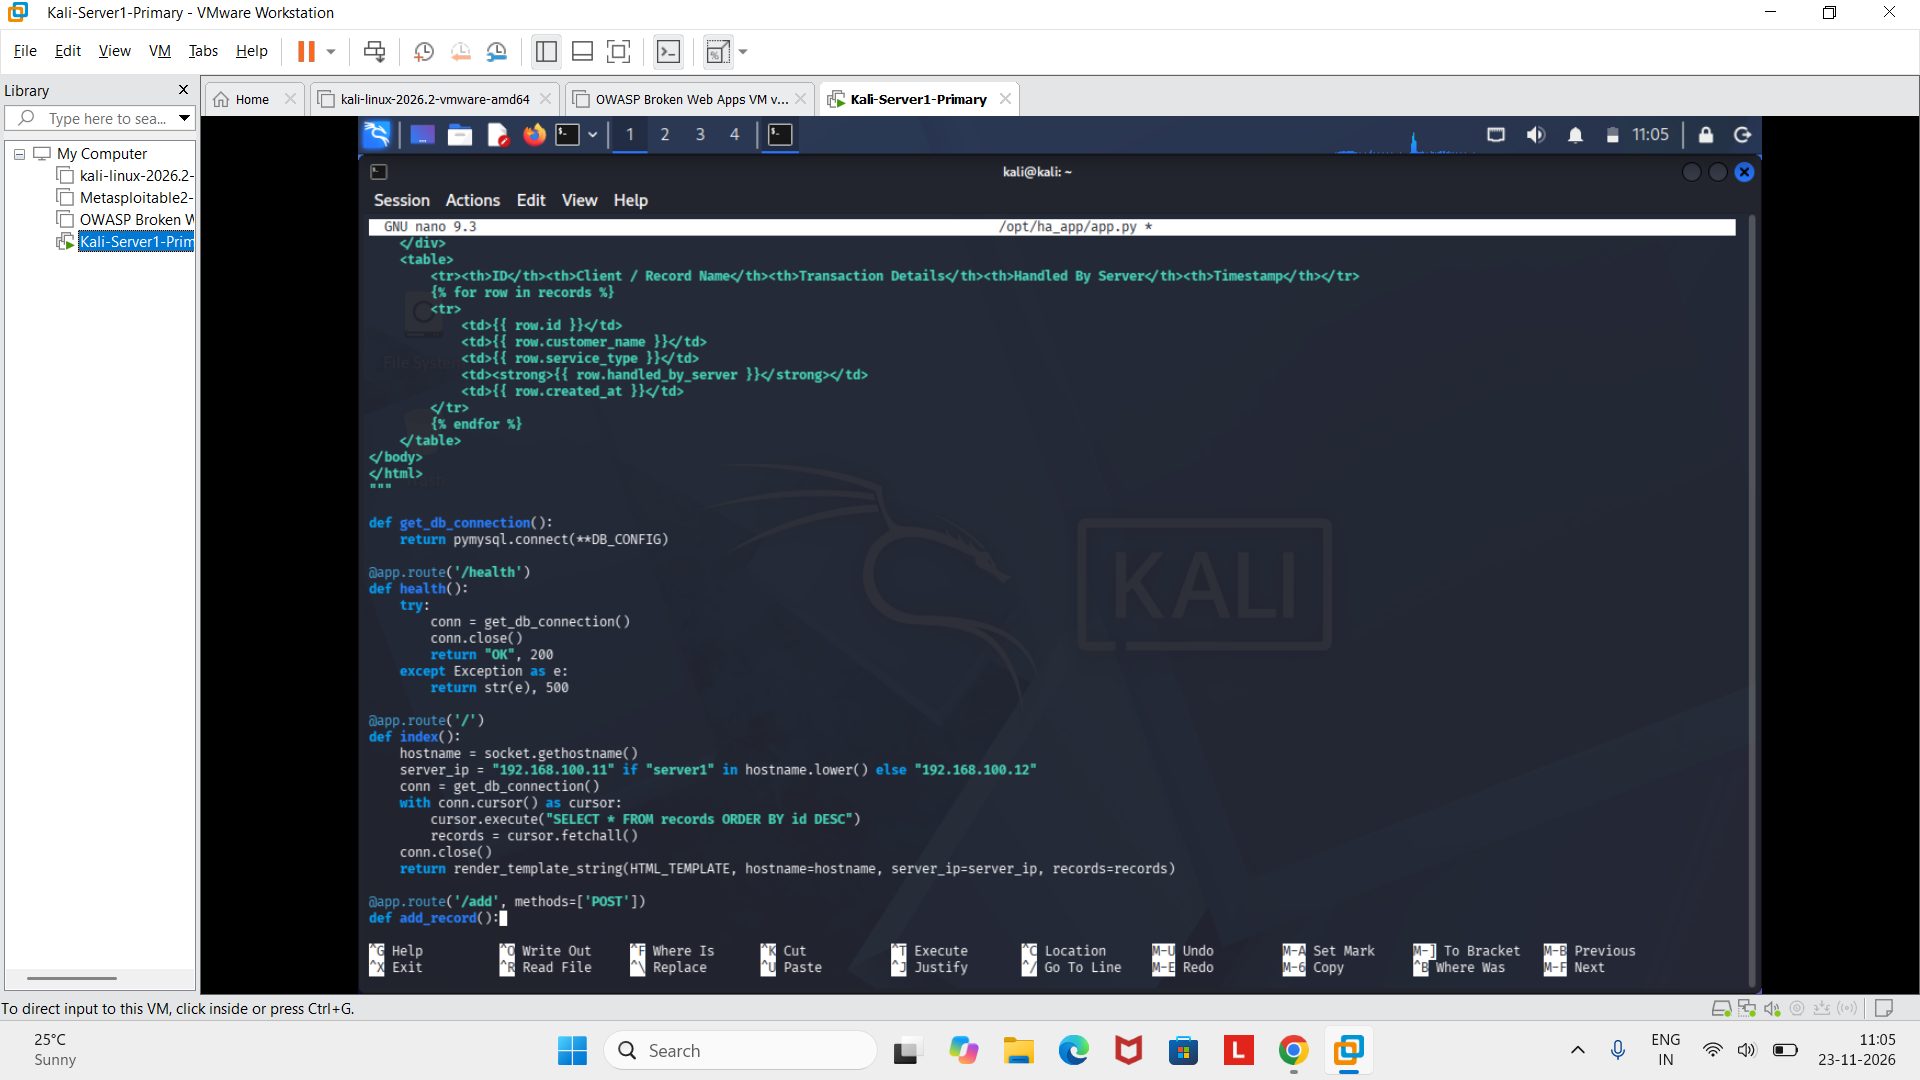 Kali-Server1-Primary - VMware Workstation
File Edit View VM Tabs Help
Library
Type here to sea...
My Computer
kali-linux-2026.2-
Metasploitable2-
OWASP Broken W
Kali-Server1-Prim
Home
kali-linux-2026.2-vmware-amd64
OWASP Broken Web Apps VM v...
Kali-Server1-Primary
1 2 3 4
11:05
kali@kali: ~
Session Actions Edit View Help
GNU nano 9.3 /opt/ha_app/app.py *
    </div>
    <table>
        <tr><th>ID</th><th>Client / Record Name</th><th>Transaction Details</th><th>Handled By Server</th><th>Timestamp</th></tr>
        {% for row in records %}
        <tr>
            <td>{{ row.id }}</td>
            <td>{{ row.customer_name }}</td>
            <td>{{ row.service_type }}</td>
            <td><strong>{{ row.handled_by_server }}</strong></td>
            <td>{{ row.created_at }}</td>
        </tr>
        {% endfor %}
    </table>
</body>
</html>
"""
def get_db_connection():
    return pymysql.connect(**DB_CONFIG)
@app.route('/health')
def health():
    try:
        conn = get_db_connection()
        conn.close()
        return "OK", 200
    except Exception as e:
        return str(e), 500
@app.route('/')
def index():
    hostname = socket.gethostname()
    server_ip = "192.168.100.11" if "server1" in hostname.lower() else "192.168.100.12"
    conn = get_db_connection()
    with conn.cursor() as cursor:
        cursor.execute("SELECT * FROM records ORDER BY id DESC")
        records = cursor.fetchall()
    conn.close()
    return render_template_string(HTML_TEMPLATE, hostname=hostname, server_ip=server_ip, records=records)
@app.route('/add', methods=['POST'])
def add_record():
^G Help ^O Write Out ^F Where Is ^K Cut ^T Execute ^C Location M-U Undo M-A Set Mark M-] To Bracket M-B Previous
^X Exit ^R Read File ^\ Replace ^U Paste ^J Justify ^/ Go To Line M-E Redo M-6 Copy ^B Where Was M-F Next
File System
KALI
To direct input to this VM, click inside or press Ctrl+G.
25°C
Sunny
Search
ENG
IN
11:05
23-11-2026